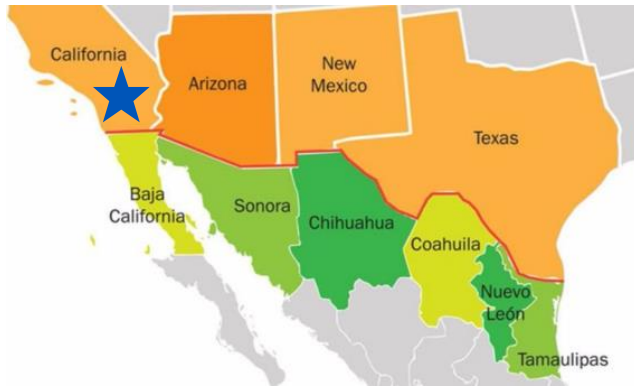 California
Arizona
New
Mexico
Texas
Baja
California
Sonora
Chihuahua
Coahuila
Nuevo
León
Tamaulipas